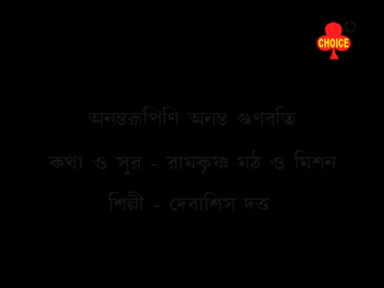 CHOICE
অনন্তরূপিণি অনন্ত গুণবতি
কথা ও সুর - রামকৃষ্ণ মঠ ও মিশন
শিল্পী - দেবাশিস দত্ত